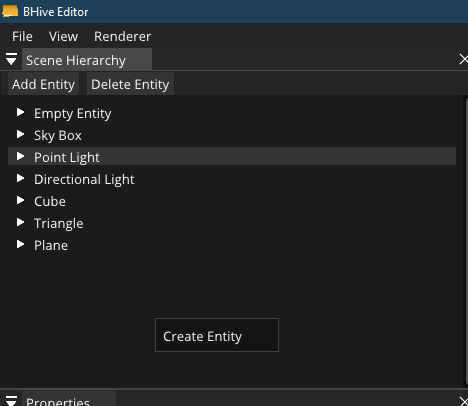 BHive Editor
File View Renderer
Scene Hierarchy
Add Entity Delete Entity
Empty Entity
Sky Box
Point Light
Directional Light
Cube
Triangle
Plane
Create Entity
Properties